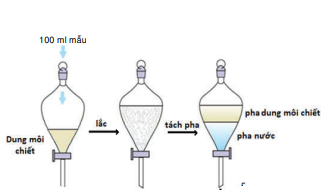 100 ml mẫu
Dung môi
chiết
lắc
tách pha
pha dung môi chiết
pha nước